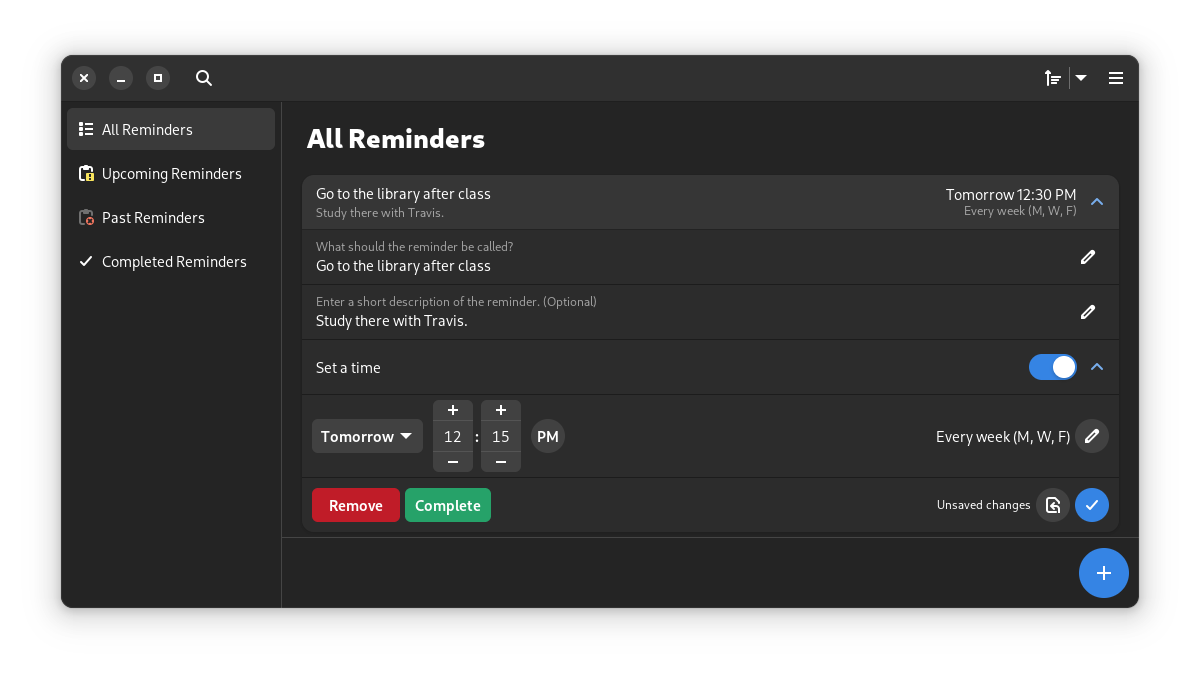 All Reminders
Upcoming Reminders
Past Reminders
Completed Reminders
All Reminders
Go to the library after class
Study there with Travis.
Tomorrow 12:30 PM
Every week (M, W, F)
What should the reminder be called?
Go to the library after class
Enter a short description of the reminder. (Optional)
Study there with Travis.
Set a time
Tomorrow 12 : 15 PM Every week (M, W, F)
Remove Complete Unsaved changes